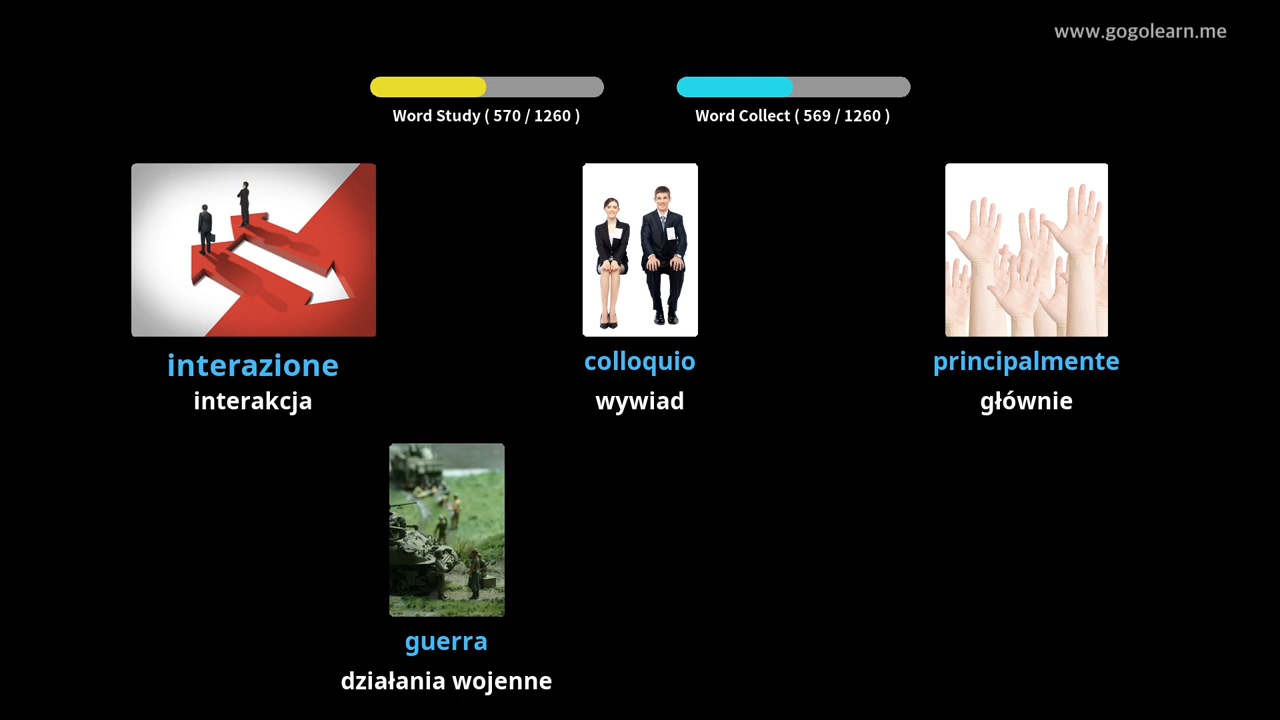 www.gogolearn.me
Word Study ( 570 / 1260 )
Word Collect ( 569 / 1260 )
interazione
interakcja
colloquio
wywiad
principalmente
głównie
guerra
działania wojenne